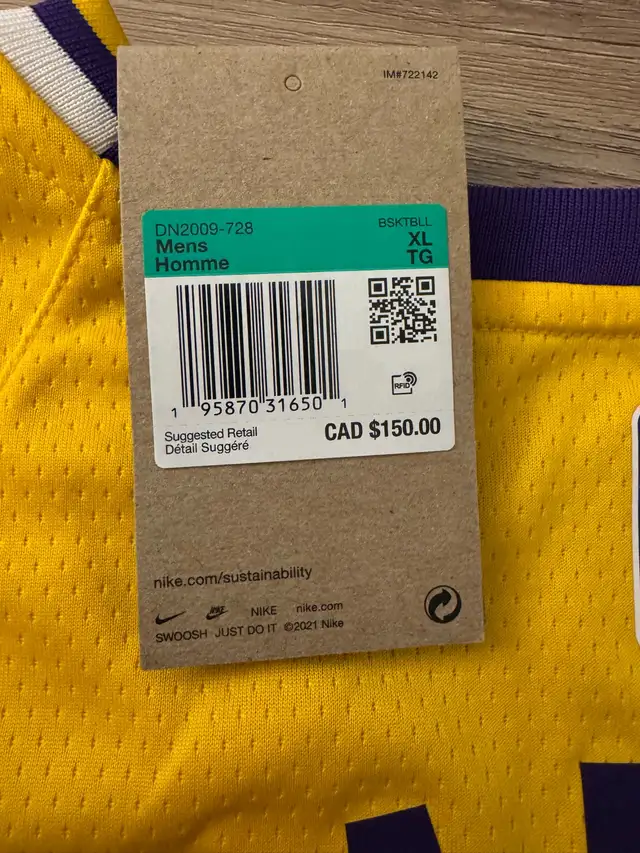 IM#722142
DN2009-728 BSKTBLL
Mens XL
Homme TG
RFID
1 95870 31650 1
Suggested Retail CAD $150.00
Détail Suggéré
nike.com/sustainability
NIKE nike.com
SWOOSH JUST DO IT ©2021 Nike